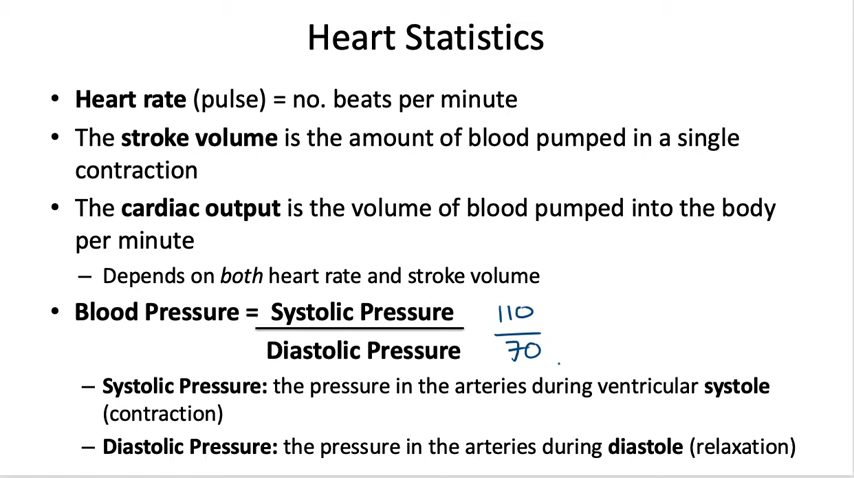 Heart Statistics
• Heart rate (pulse) = no. beats per minute
• The stroke volume is the amount of blood pumped in a single
contraction
• The cardiac output is the volume of blood pumped into the body
per minute
– Depends on both heart rate and stroke volume
• Blood Pressure = Systolic Pressure 110
Diastolic Pressure 70
– Systolic Pressure: the pressure in the arteries during ventricular systole
(contraction)
– Diastolic Pressure: the pressure in the arteries during diastole (relaxation)